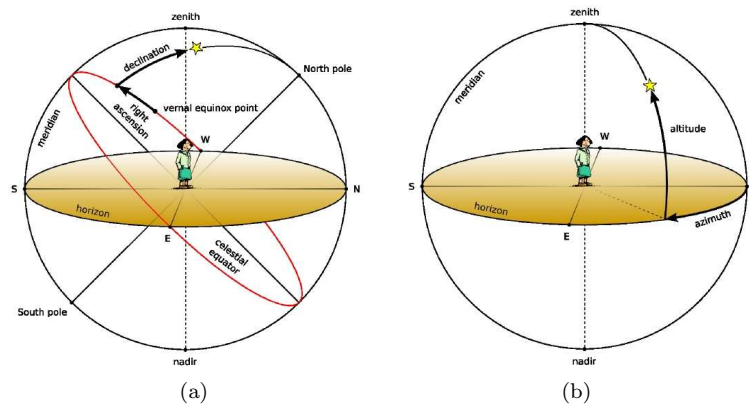 zenith
declination
North pole
vernal equinox point
right
ascension
meridian
W
S
N
horizon
E
celestial
equator
South pole
nadir
(a)
zenith
meridian
altitude
W
S
horizon
azimuth
E
nadir
(b)